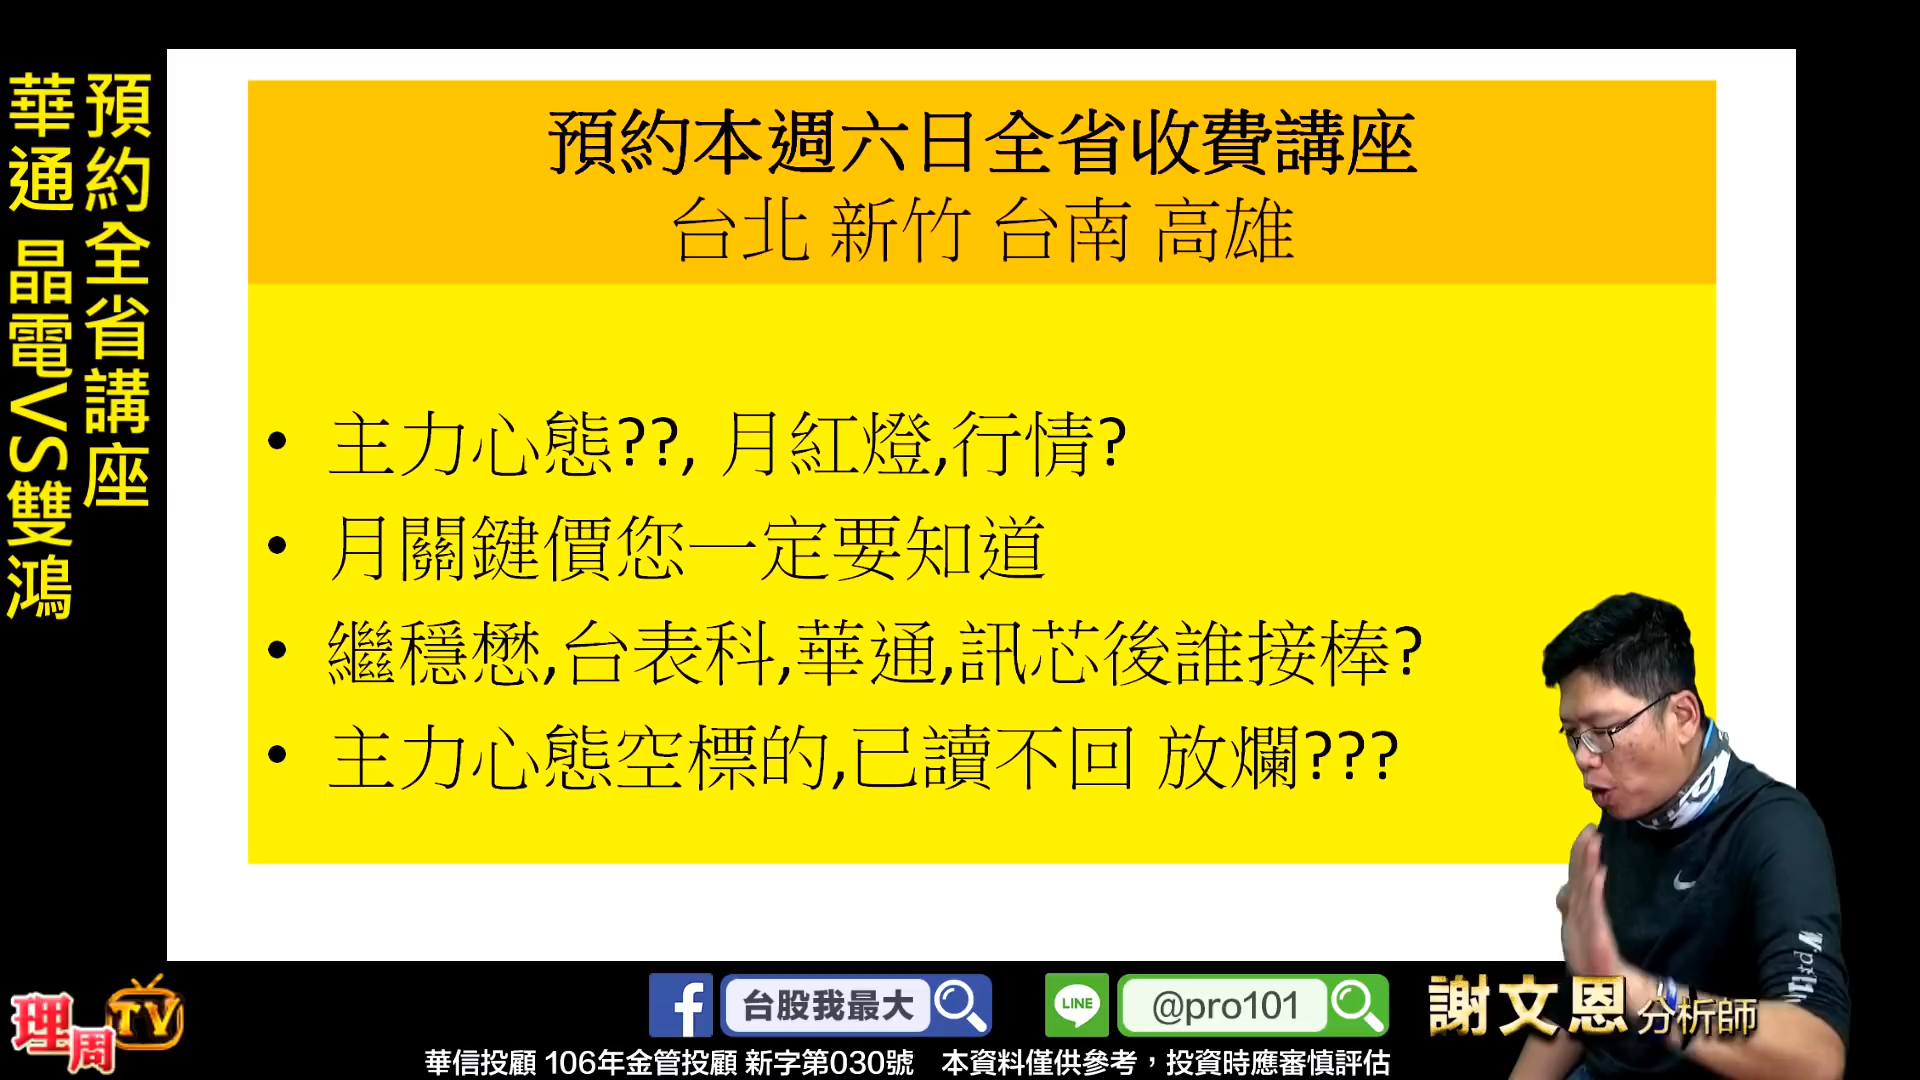 預約全省講座
華通 晶電VS雙鴻
預約本週六日全省收費講座
台北 新竹 台南 高雄
• 主力心態??, 月紅燈,行情?
• 月關鍵價您一定要知道
• 繼穩懋,台表科,華通,訊芯後誰接棒?
• 主力心態空標的,已讀不回 放爛???
理周TV
台股我最大
LINE
@pro101
謝文恩 分析師
華信投顧 106年金管投顧 新字第030號 本資料僅供參考，投資時應審慎評估